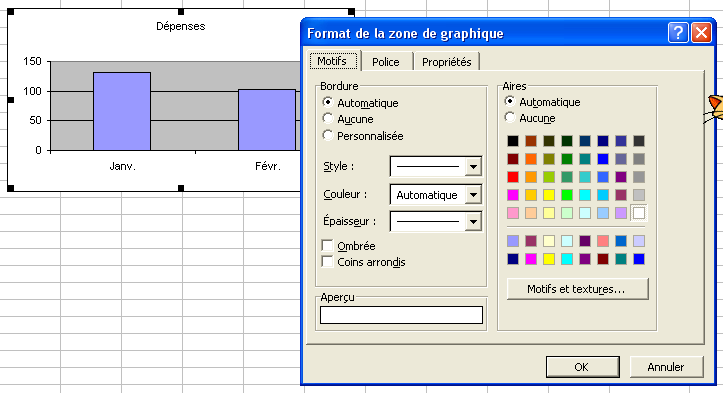 Dépenses
150
100
50
0
Janv.
Févr.
Format de la zone de graphique
Motifs
Police
Propriétés
Bordure
Automatique
Aucune
Personnalisée
Style :
Couleur :
Automatique
Épaisseur :
Ombrée
Coins arrondis
Aperçu
Aires
Automatique
Aucune
Motifs et textures...
OK
Annuler